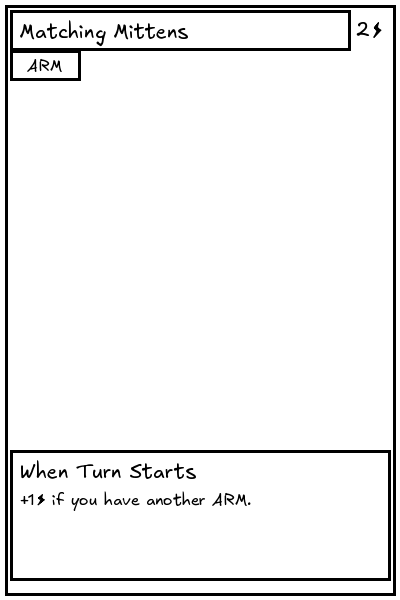 Matching Mittens
2⚡
ARM
When Turn Starts
+1⚡ if you have another ARM.